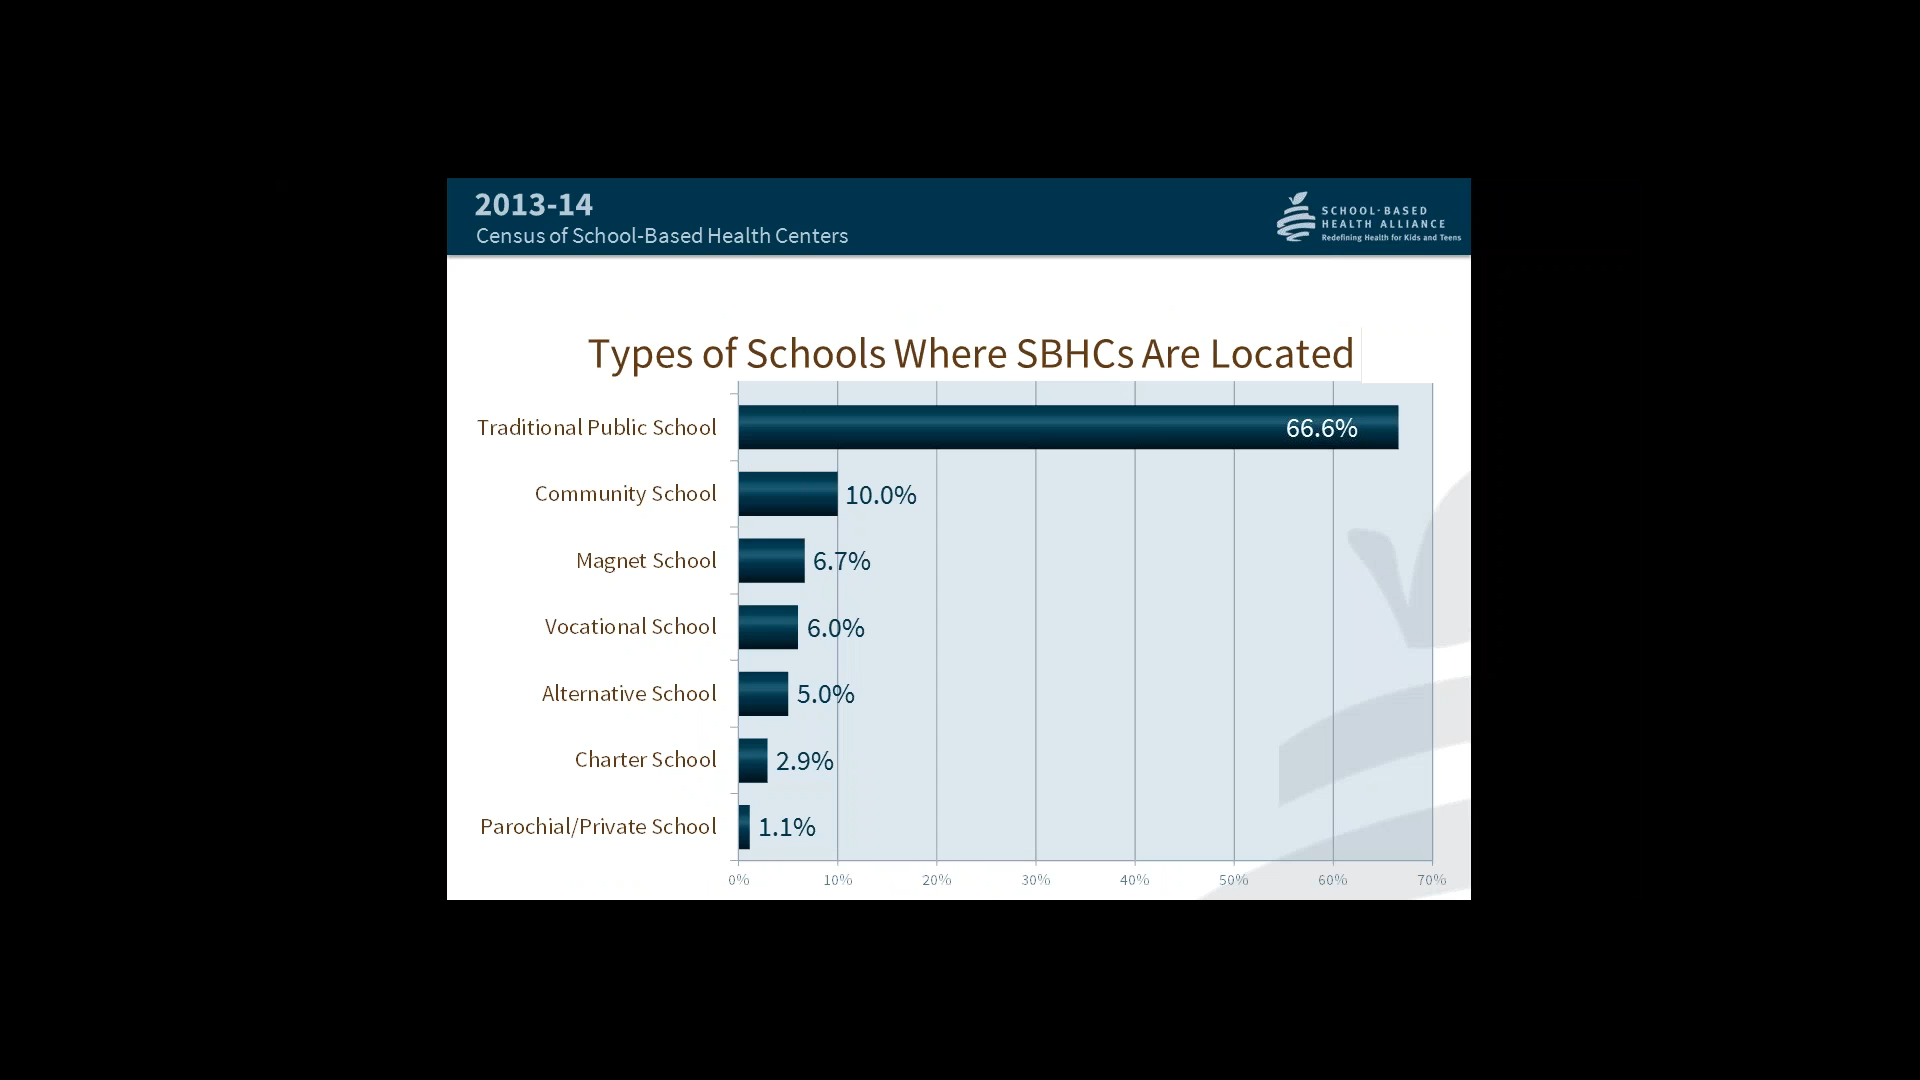 2013-14
Census of School-Based Health Centers
SCHOOL-BASED
HEALTH ALLIANCE
Redefining Health for Kids and Teens
Types of Schools Where SBHCs Are Located
Traditional Public School 66.6%
Community School 10.0%
Magnet School 6.7%
Vocational School 6.0%
Alternative School 5.0%
Charter School 2.9%
Parochial/Private School 1.1%
0% 10% 20% 30% 40% 50% 60% 70%